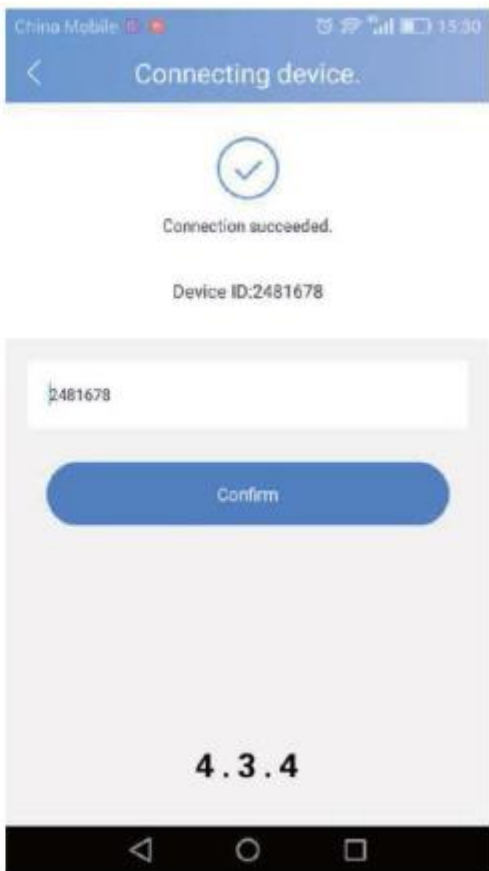 China Mobile 15:30
Connecting device.
Connection succeeded.
Device ID:2481678
2481678
Confirm
4.3.4